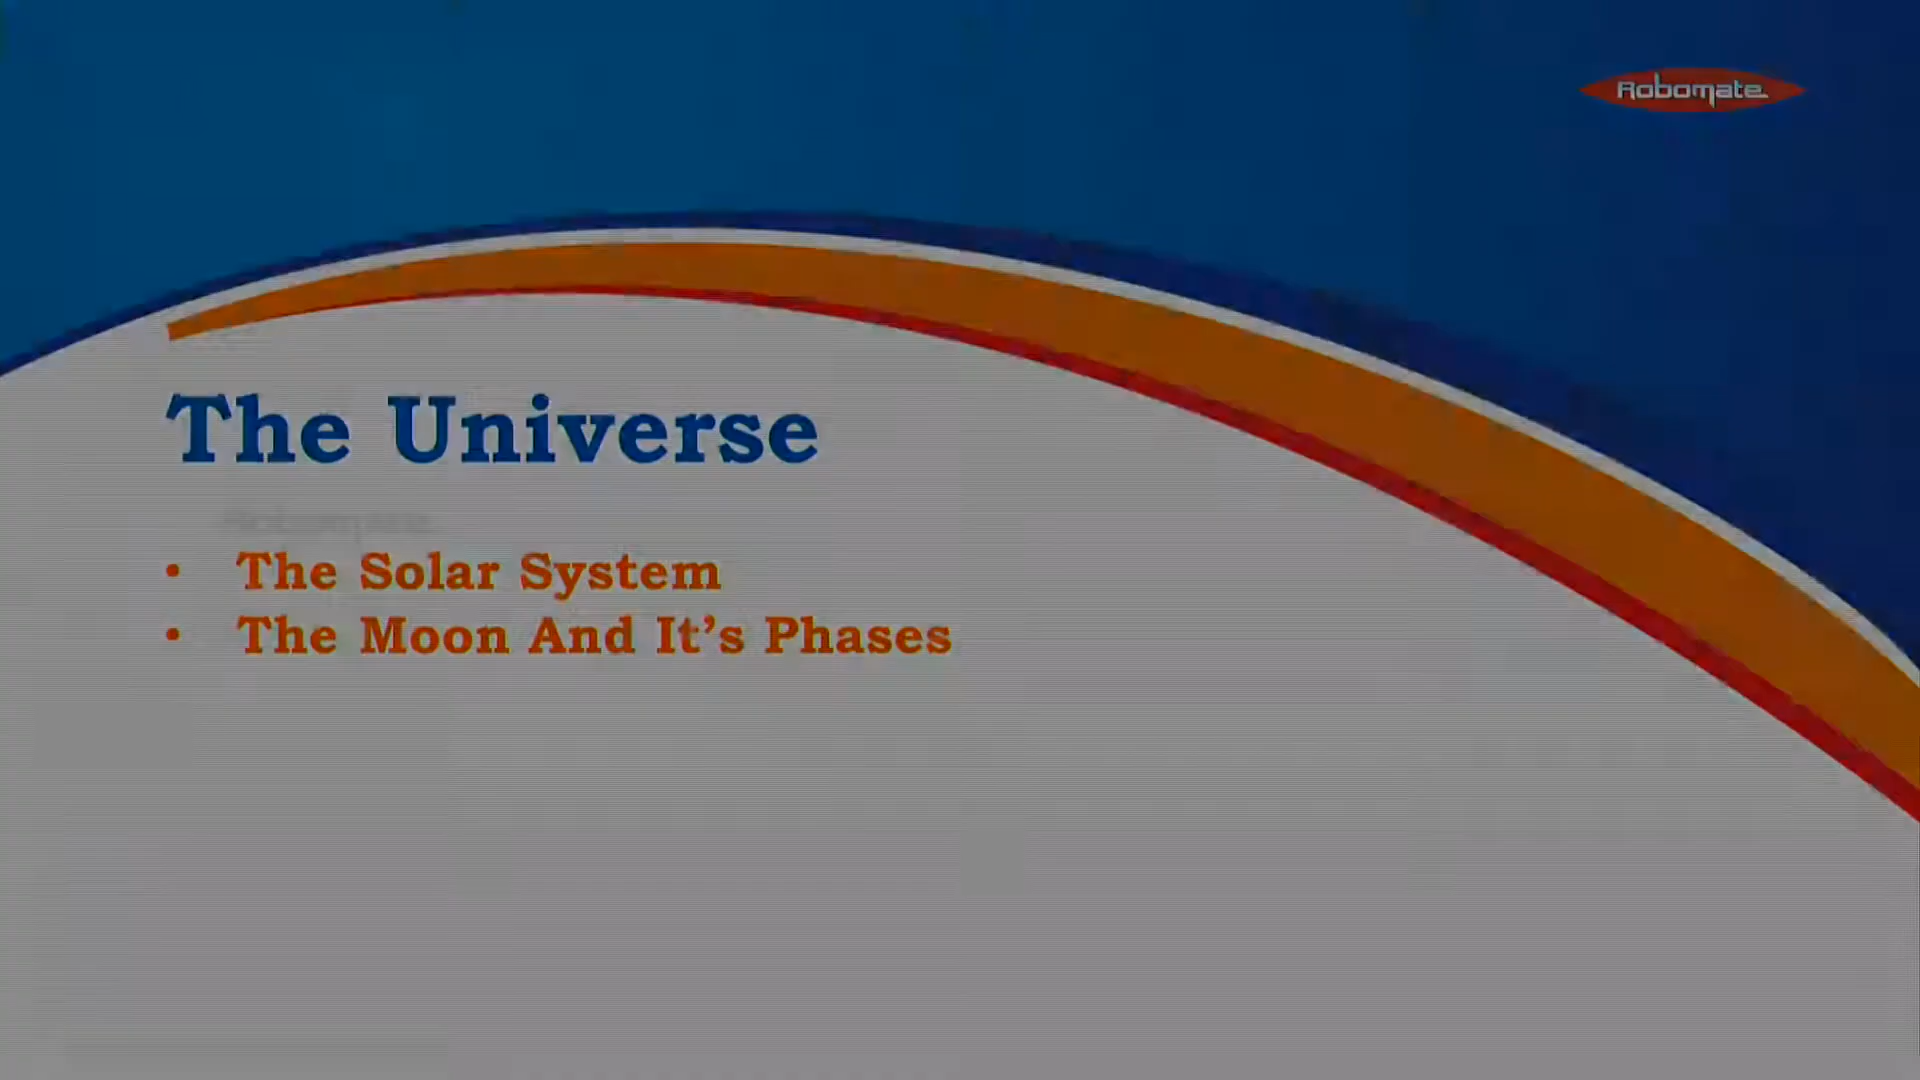 Robomate
The Universe
• The Solar System
• The Moon And It’s Phases